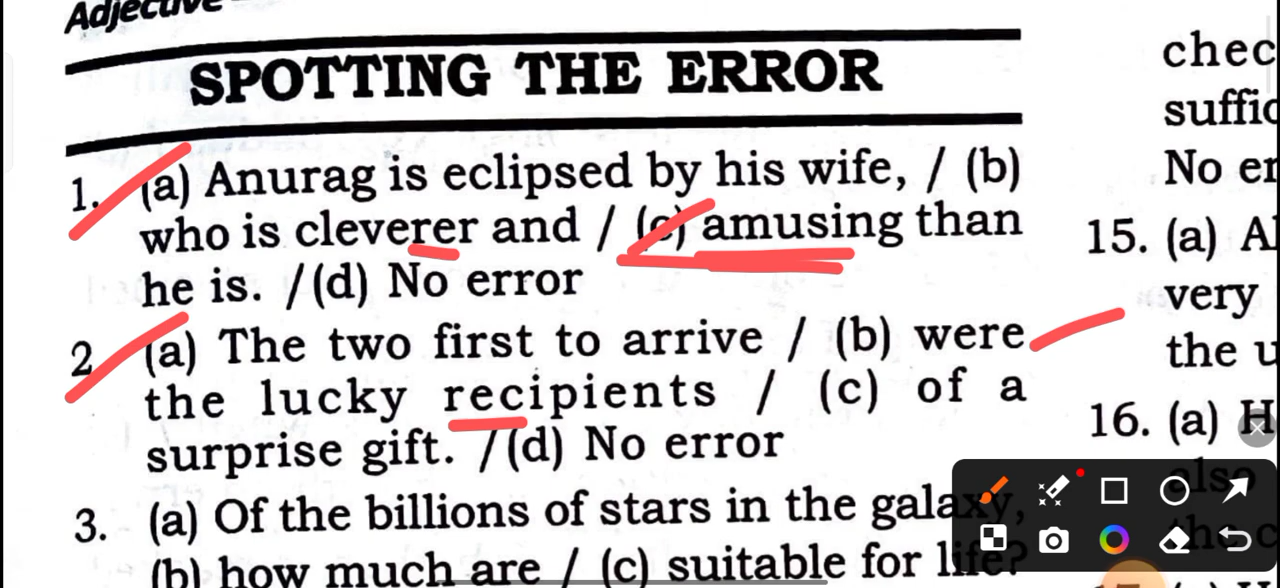 Adjective
SPOTTING THE ERROR
1. (a) Anurag is eclipsed by his wife, / (b)
who is cleverer and / (c) amusing than
he is. / (d) No error
2 (a) The two first to arrive / (b) were
the lucky recipients / (c) of a
surprise gift. / (d) No error
3. (a) Of the billions of stars in the galaxy,
(b) how much are / (c) suitable for life?
chec
suffic
No er
15. (a) Al
very
the u
16. (a) H
also
the c